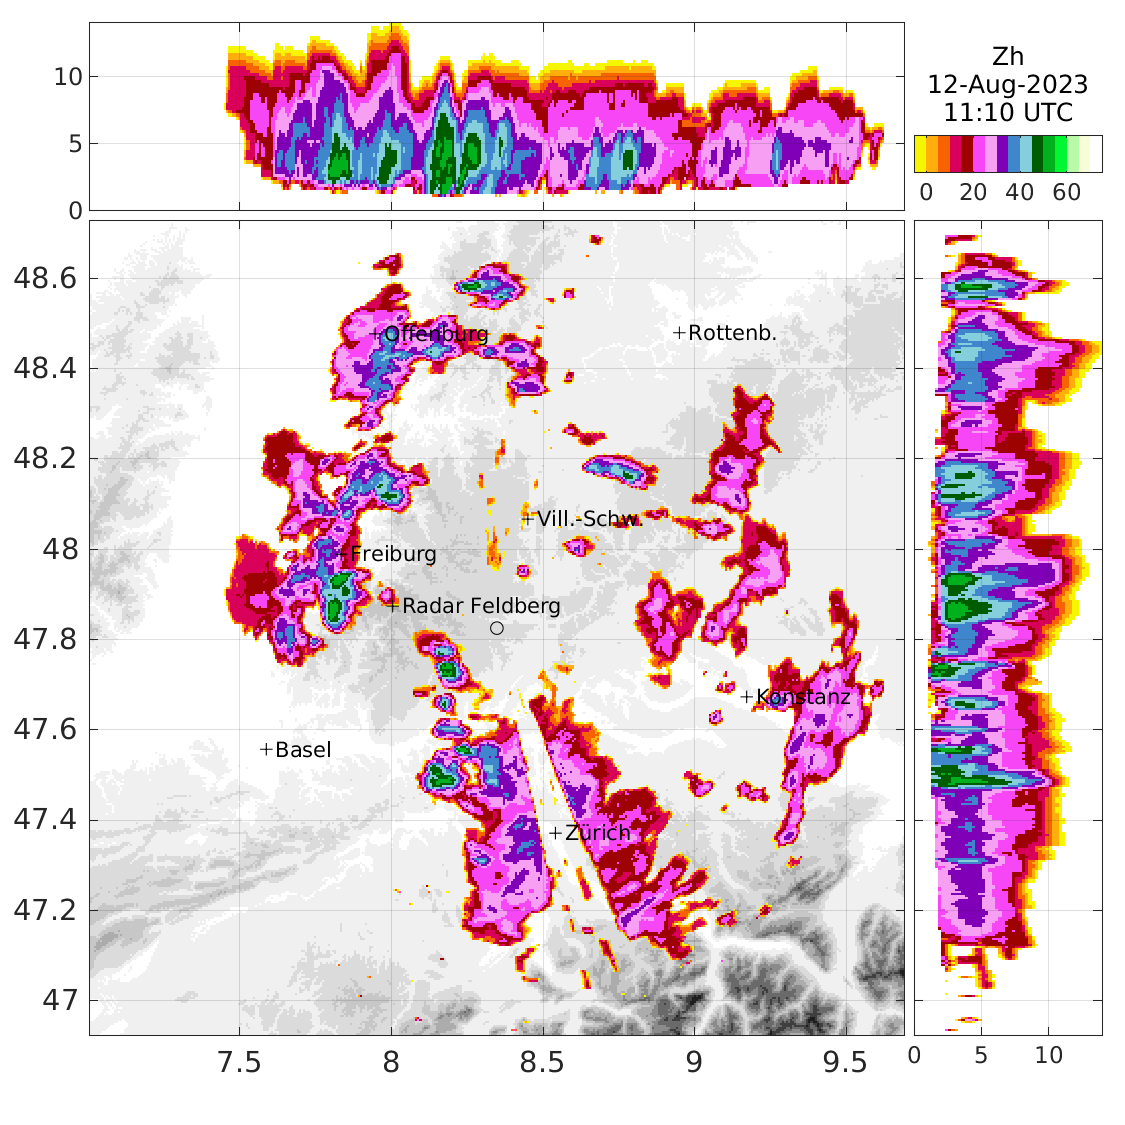 10
5
0
Zh
12-Aug-2023
11:10 UTC
0 20 40 60
48.6
48.4
48.2
48
47.8
47.6
47.4
47.2
47
Offenburg
Rottenb.
Vill.-Schw.
Freiburg
Radar Feldberg
Konstanz
Basel
Zürich
7.5 8 8.5 9 9.5
0 5 10